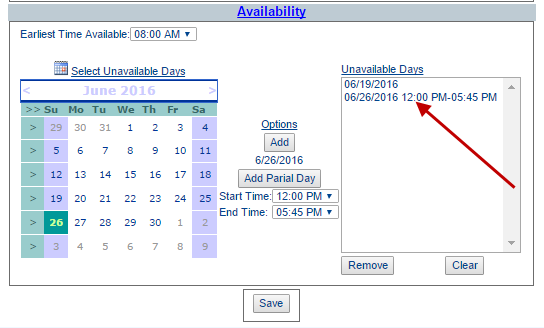 Availability
Earliest Time Available: 08:00 AM
Select Unavailable Days
< June 2016 >
>> Su Mo Tu We Th Fr Sa
> 29 30 31 1 2 3 4
> 5 6 7 8 9 10 11
> 12 13 14 15 16 17 18
> 19 20 21 22 23 24 25
> 26 27 28 29 30 1 2
> 3 4 5 6 7 8 9
Options
Add
6/26/2016
Add Parial Day
Start Time: 12:00 PM
End Time: 05:45 PM
Unavailable Days
06/19/2016
06/26/2016 12:00 PM-05:45 PM
Remove Clear
Save